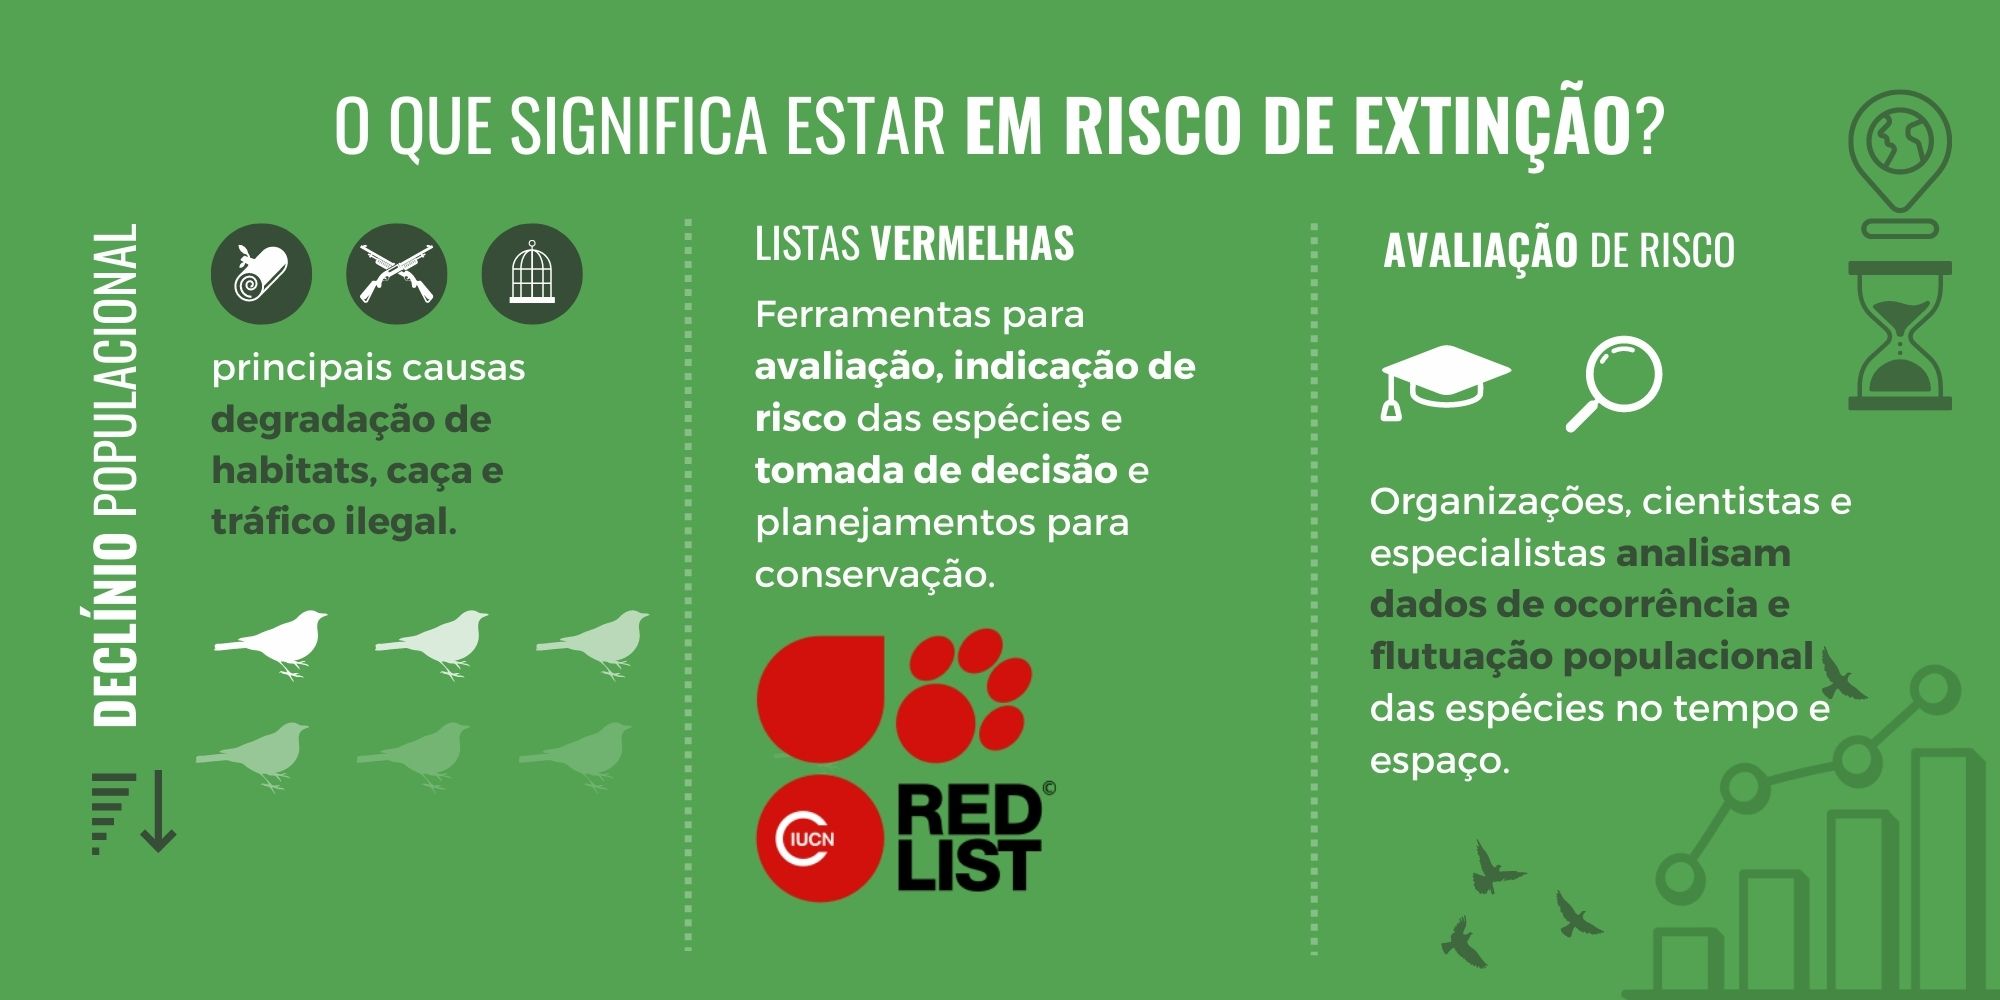 O QUE SIGNIFICA ESTAR EM RISCO DE EXTINÇÃO?
DECLÍNIO POPULACIONAL
principais causas
degradação de
habitats, caça e
tráfico ilegal.
LISTAS VERMELHAS
Ferramentas para
avaliação, indicação de
risco das espécies e
tomada de decisão e
planejamentos para
conservação.
IUCN
RED ©
LIST
AVALIAÇÃO DE RISCO
Organizações, cientistas e
especialistas analisam
dados de ocorrência e
flutuação populacional
das espécies no tempo e
espaço.